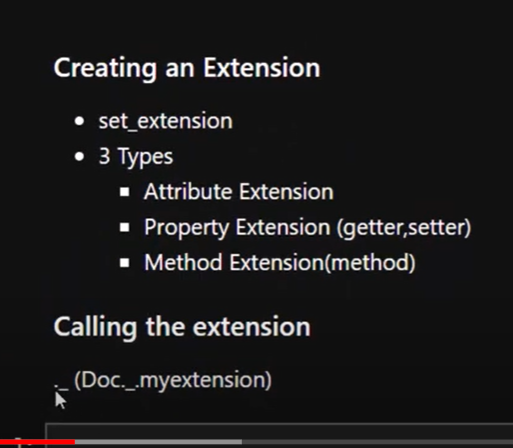 Creating an Extension
set_extension
3 Types
Attribute Extension
Property Extension (getter,setter)
Method Extension(method)
Calling the extension
._ (Doc._.myextension)